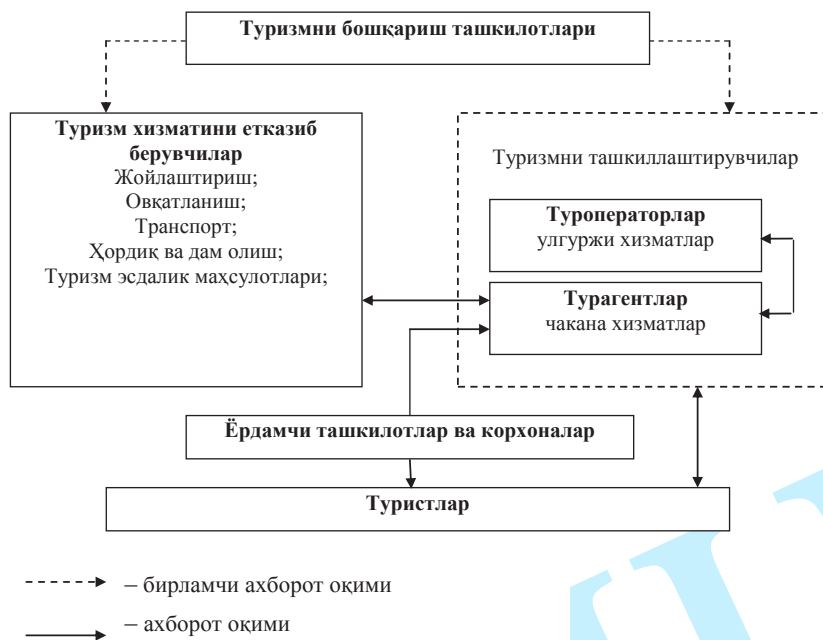 Туризмни бошқариш ташкилотлари
Туризм хизматини етказиб
берувчилар
Жойлаштириш;
Овқатланиш;
Транспорт;
Ҳордиқ ва дам олиш;
Туризм эсдалик маҳсулотлари;
Туризмни ташкиллаштирувчилар
Туроператорлар
улгуржи хизматлар
Турагентлар
чакана хизматлар
Ёрдамчи ташкилотлар ва корхоналар
Туристлар
– бирламчи ахборот оқими
– ахборот оқими